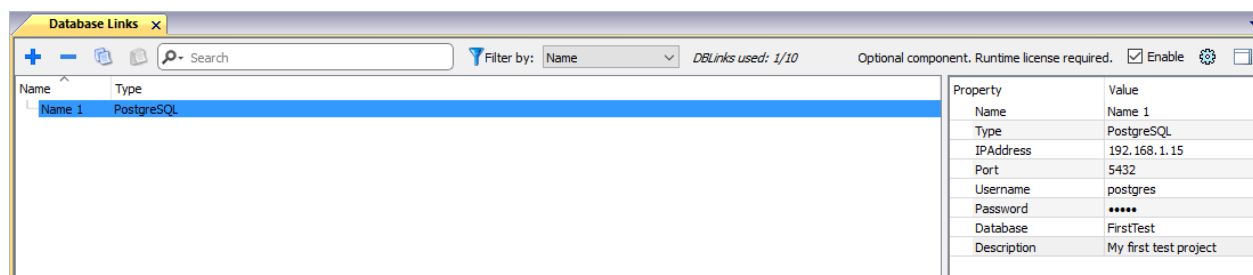 Database Links x
Search Filter by: Name DBLinks used: 1/10 Optional component. Runtime license required. Enable
Name Type
Name 1 PostgreSQL
Property Value
Name Name 1
Type PostgreSQL
IPAddress 192.168.1.15
Port 5432
Username postgres
Password •••••
Database FirstTest
Description My first test project